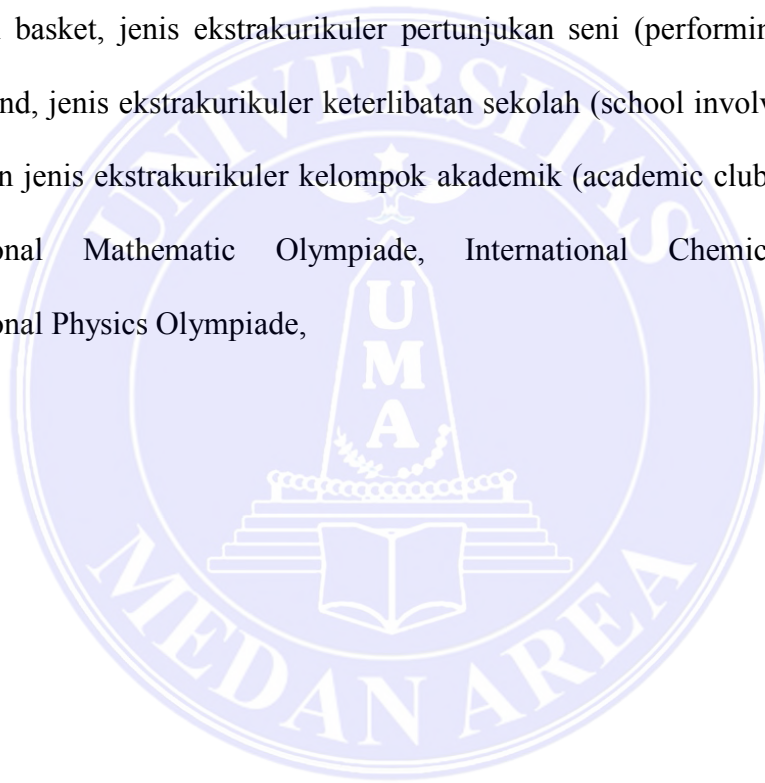 basket, jenis ekstrakurikuler pertunjukan seni (performin
nd, jenis ekstrakurikuler keterlibatan sekolah (school involv
n jenis ekstrakurikuler kelompok akademik (academic club
onal Mathematic Olympiade, International Chemic
onal Physics Olympiade,
UNIVERSITAS
UMA
MEDAN AREA